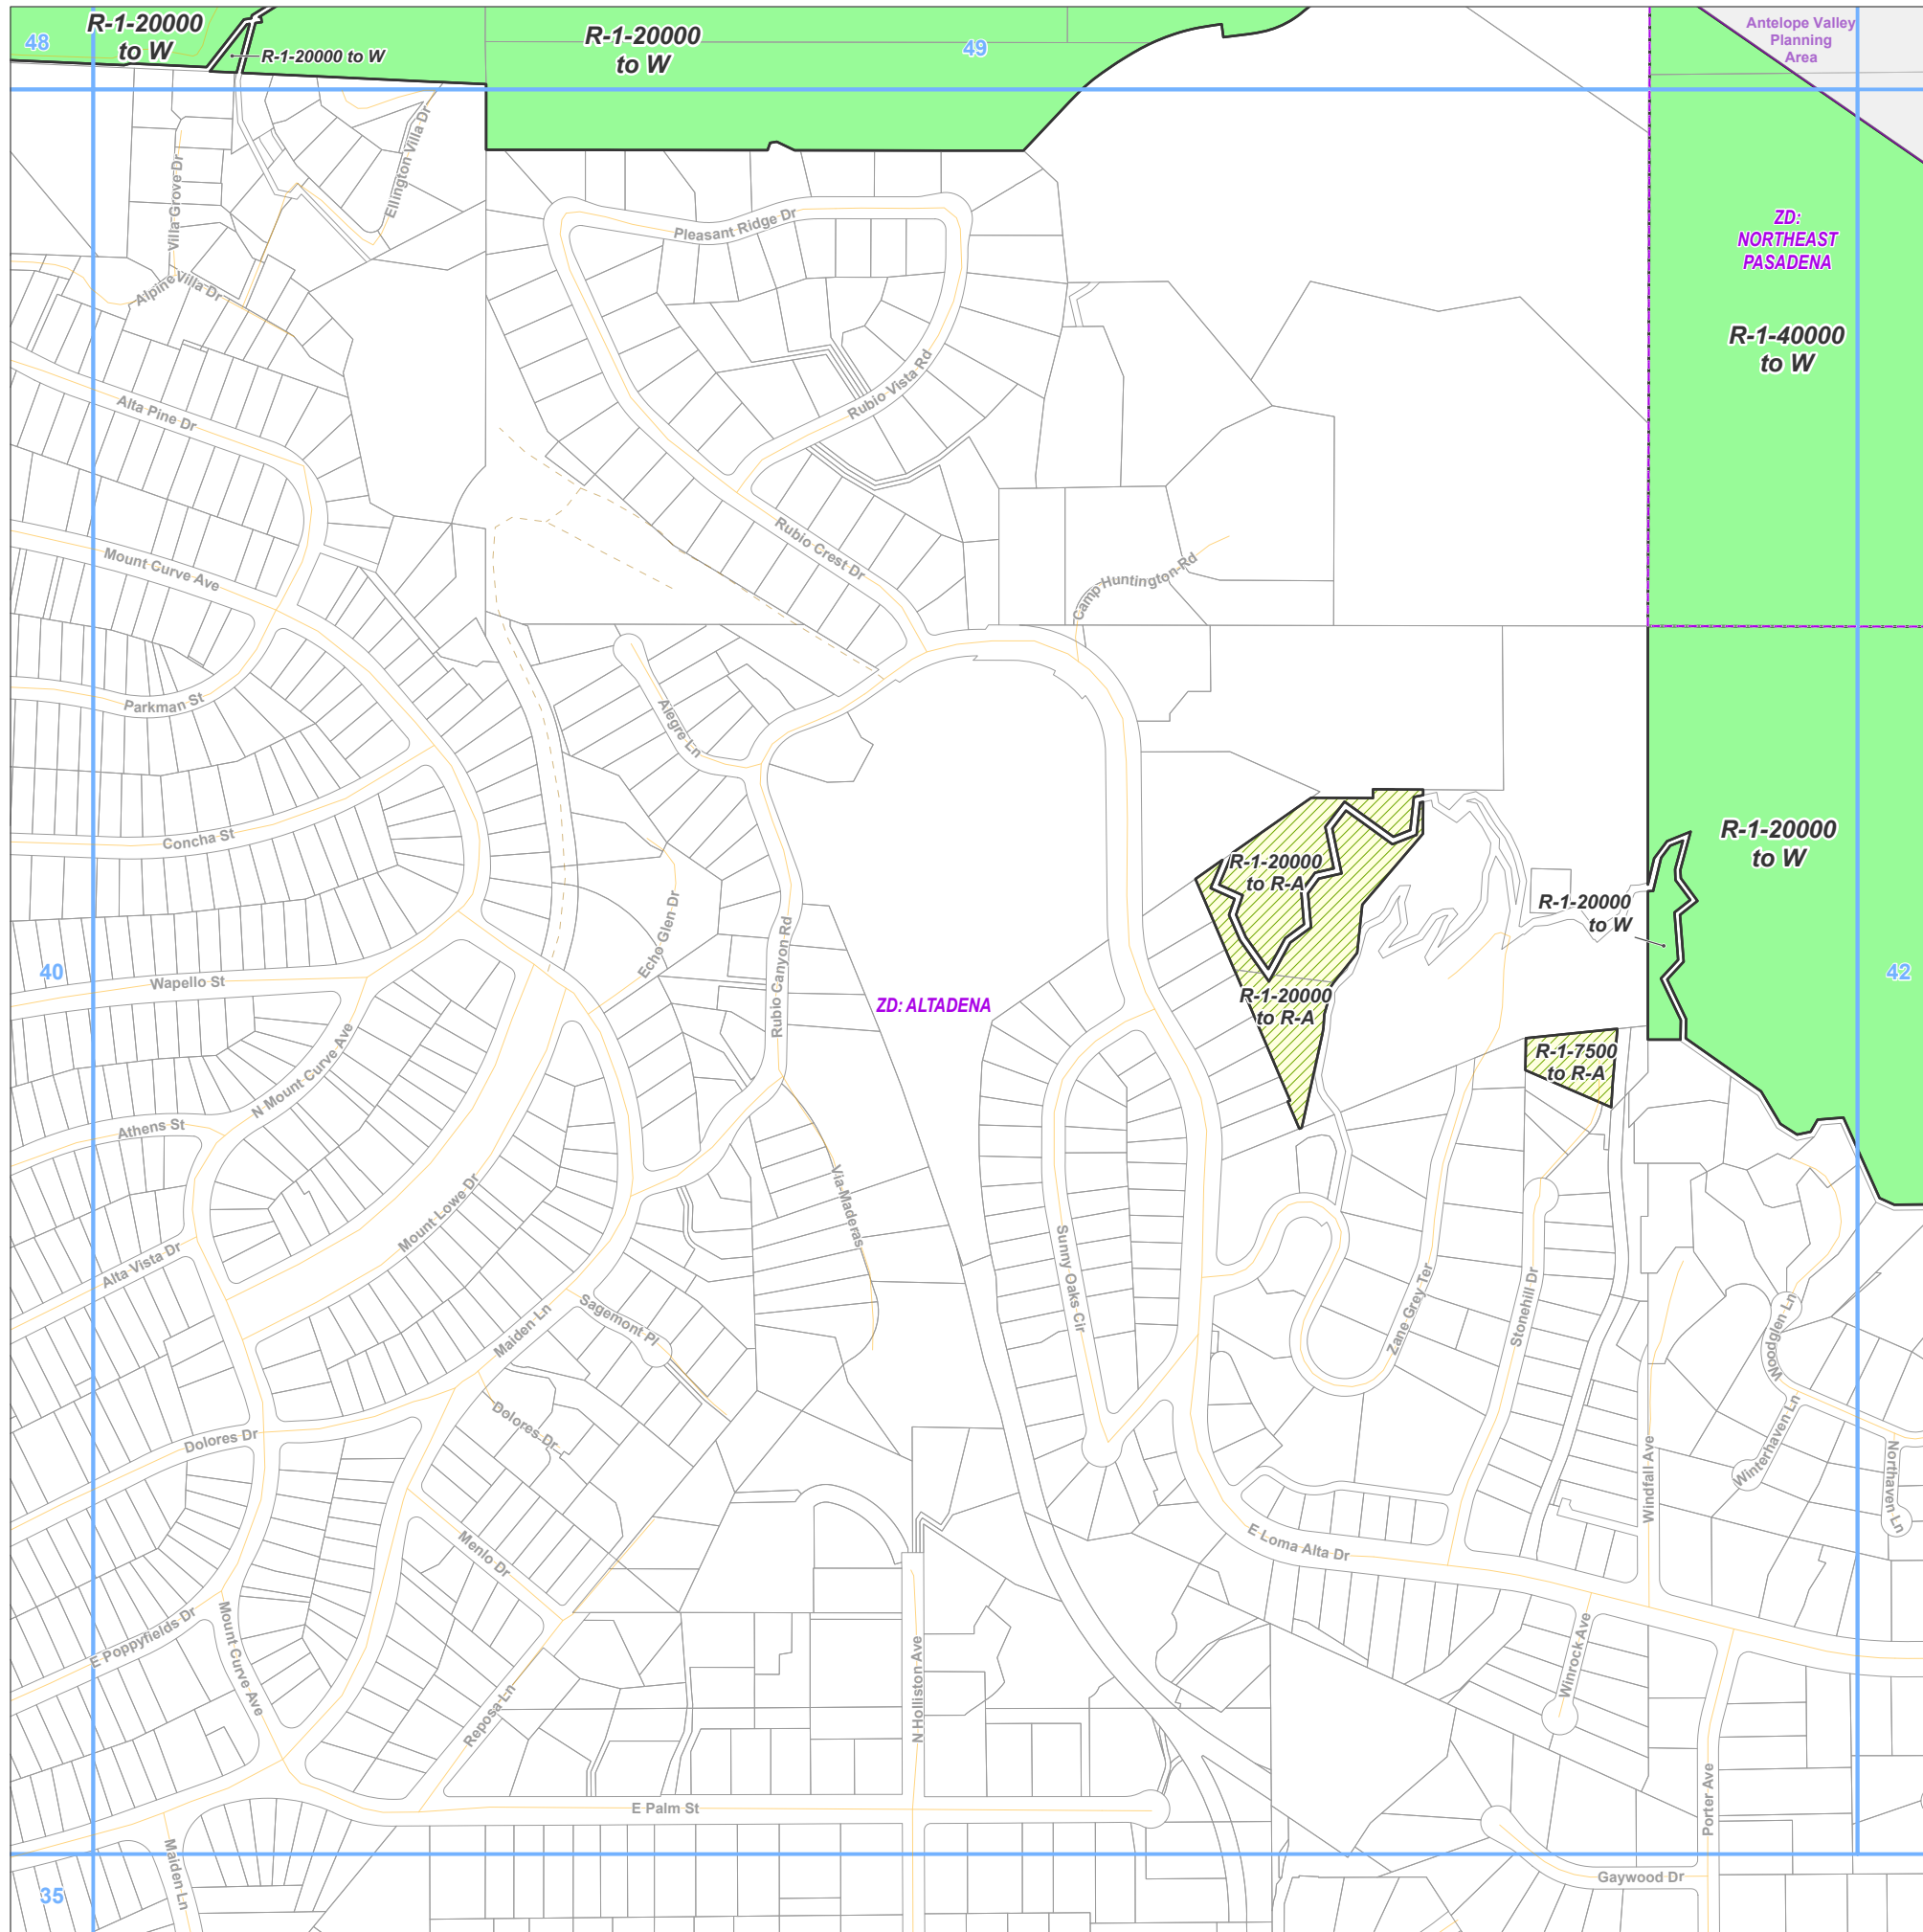 R-1-20000
to W
48
R-1-20000 to W
R-1-20000
to W
49
Antelope Valley
Planning
Area
Ellington Villa Dr
Villa Grove Dr
Pleasant Ridge Dr
ZD:
NORTHEAST
PASADENA
Alpine Villa Dr
R-1-40000
to W
Rubio Vista Rd
Alta Pine Dr
Rubio Crest Dr
Mount Curve Ave
Camp Huntington Rd
Parkman St
Alegre Ln
Concha St
R-1-20000
to W
R-1-20000
to R-A
R-1-20000
to W
Echo Glen Dr
Rubio Canyon Rd
40
Wapello St
ZD: ALTADENA
R-1-20000
to R-A
42
N Mount Curve Ave
R-1-7500
to R-A
Athens St
Mount Lowe Dr
Via Maderas
Alta Vista Dr
Sunny Oaks Cir
Zane Grey Ter
Stonehill Dr
Woodglen Ln
Maiden Ln
Sagemont Pl
Dolores Dr
Dolores Dr
Winterhaven Ln
Northaven Ln
Windfall Ave
Menlo Dr
E Loma Alta Dr
E Poppyfields Dr
Mount Curve Ave
Reposa Ln
N Holliston Ave
Winrock Ave
E Palm St
Porter Ave
Maiden Ln
Gaywood Dr
35